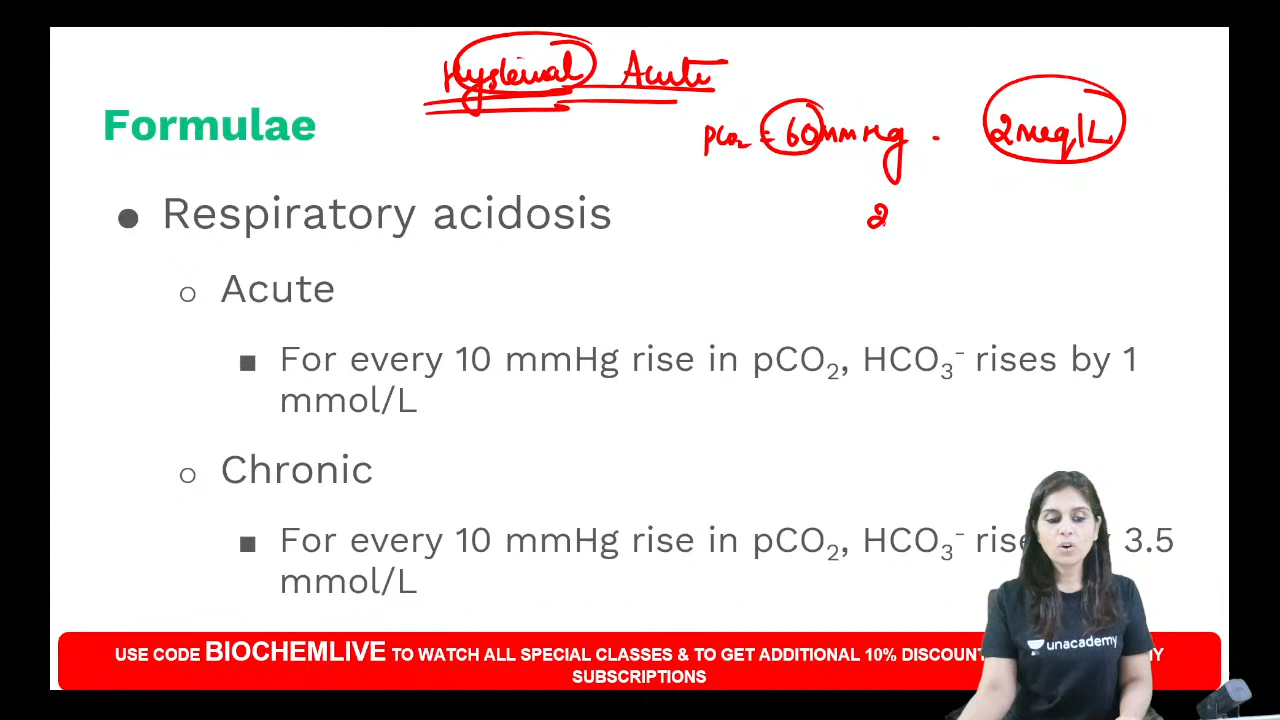 Hysterical Acute
Formulae
pCO₂ = 60mmHg . 2meq/L
● Respiratory acidosis
2
○ Acute
■ For every 10 mmHg rise in pCO₂, HCO₃⁻ rises by 1
mmol/L
○ Chronic
■ For every 10 mmHg rise in pCO₂, HCO₃⁻ 3.5
mmol/L
unacademy
USE CODE BIOCHEMLIVE TO WATCH ALL SPECIAL CLASSES & TO GET ADDITIONAL 10% DISCOUNT
SUBSCRIPTIONS